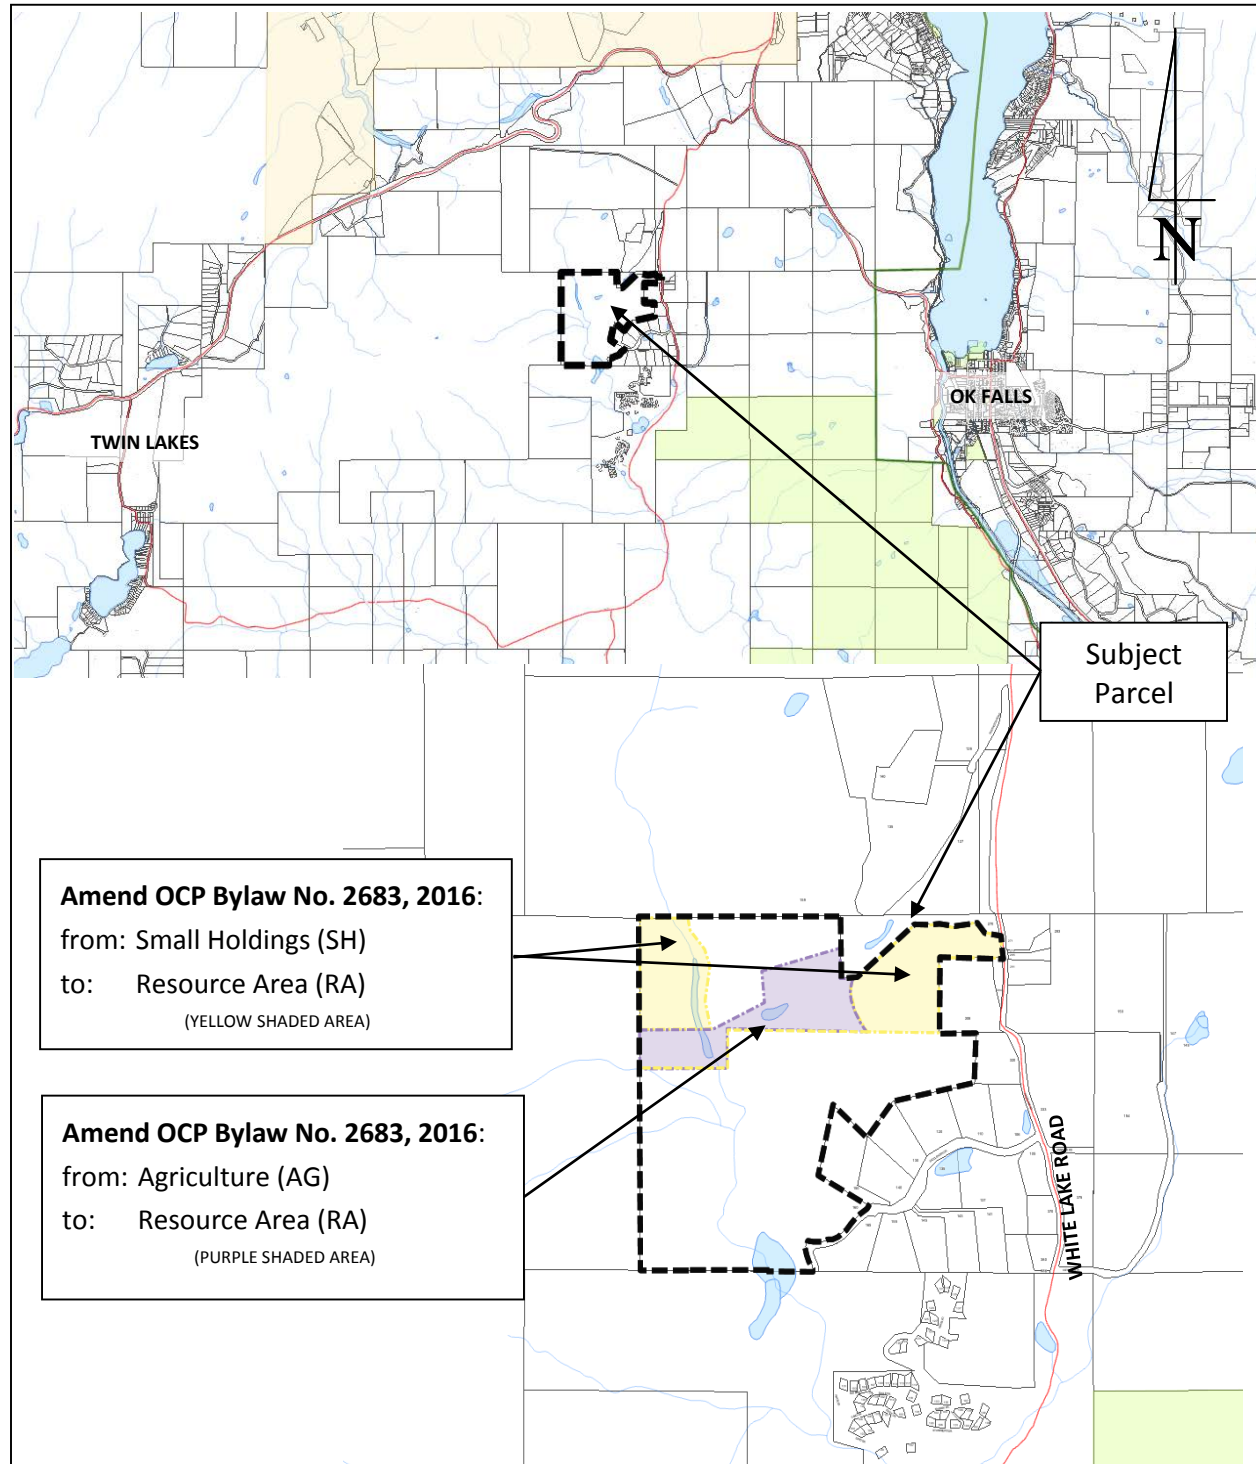 N
OK FALLS
TWIN LAKES
Subject
Parcel
Amend OCP Bylaw No. 2683, 2016:
from: Small Holdings (SH)
to: Resource Area (RA)
(YELLOW SHADED AREA)
Amend OCP Bylaw No. 2683, 2016:
from: Agriculture (AG)
to: Resource Area (RA)
(PURPLE SHADED AREA)
WHITE LAKE ROAD